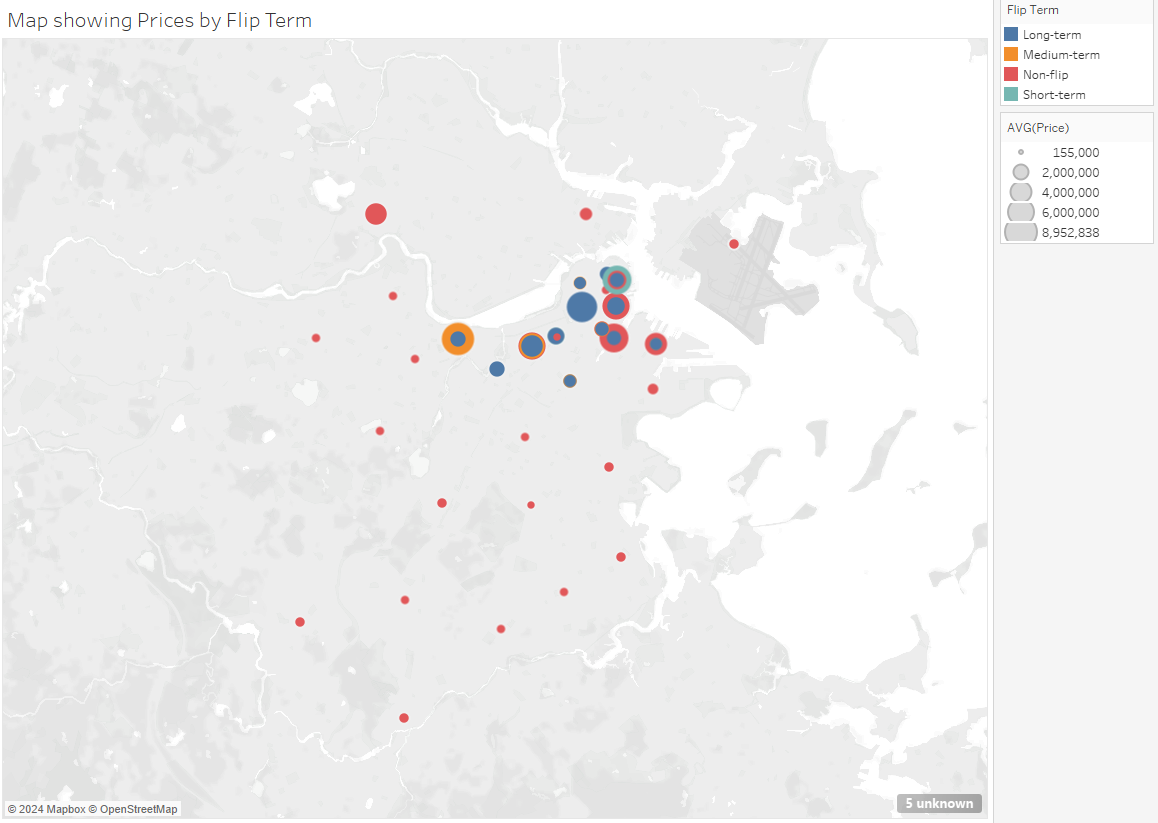 Map showing Prices by Flip Term
Flip Term
Long-term
Medium-term
Non-flip
Short-term
AVG(Price)
155,000
2,000,000
4,000,000
6,000,000
8,952,838
© 2024 Mapbox © OpenStreetMap
5 unknown